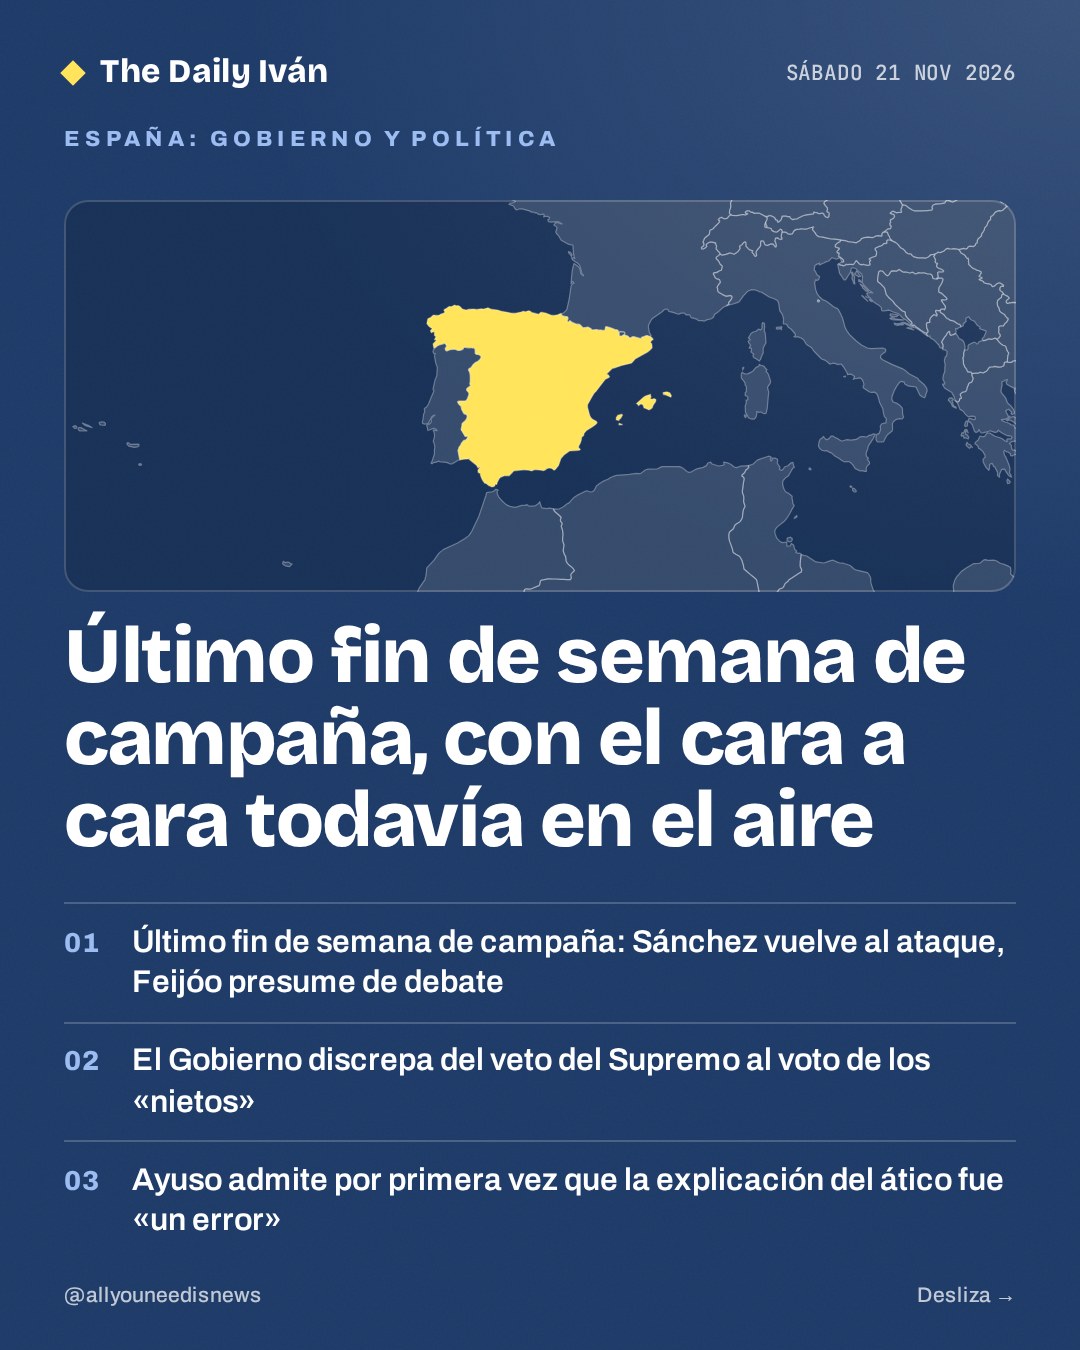 The Daily Iván
SÁBADO 21 NOV 2026
ESPAÑA: GOBIERNO Y POLÍTICA
Último fin de semana de
campaña, con el cara a
cara todavía en el aire
01 Último fin de semana de campaña: Sánchez vuelve al ataque,
Feijóo presume de debate
02 El Gobierno discrepa del veto del Supremo al voto de los
«nietos»
03 Ayuso admite por primera vez que la explicación del ático fue
«un error»
@allyouneedisnews
Desliza →